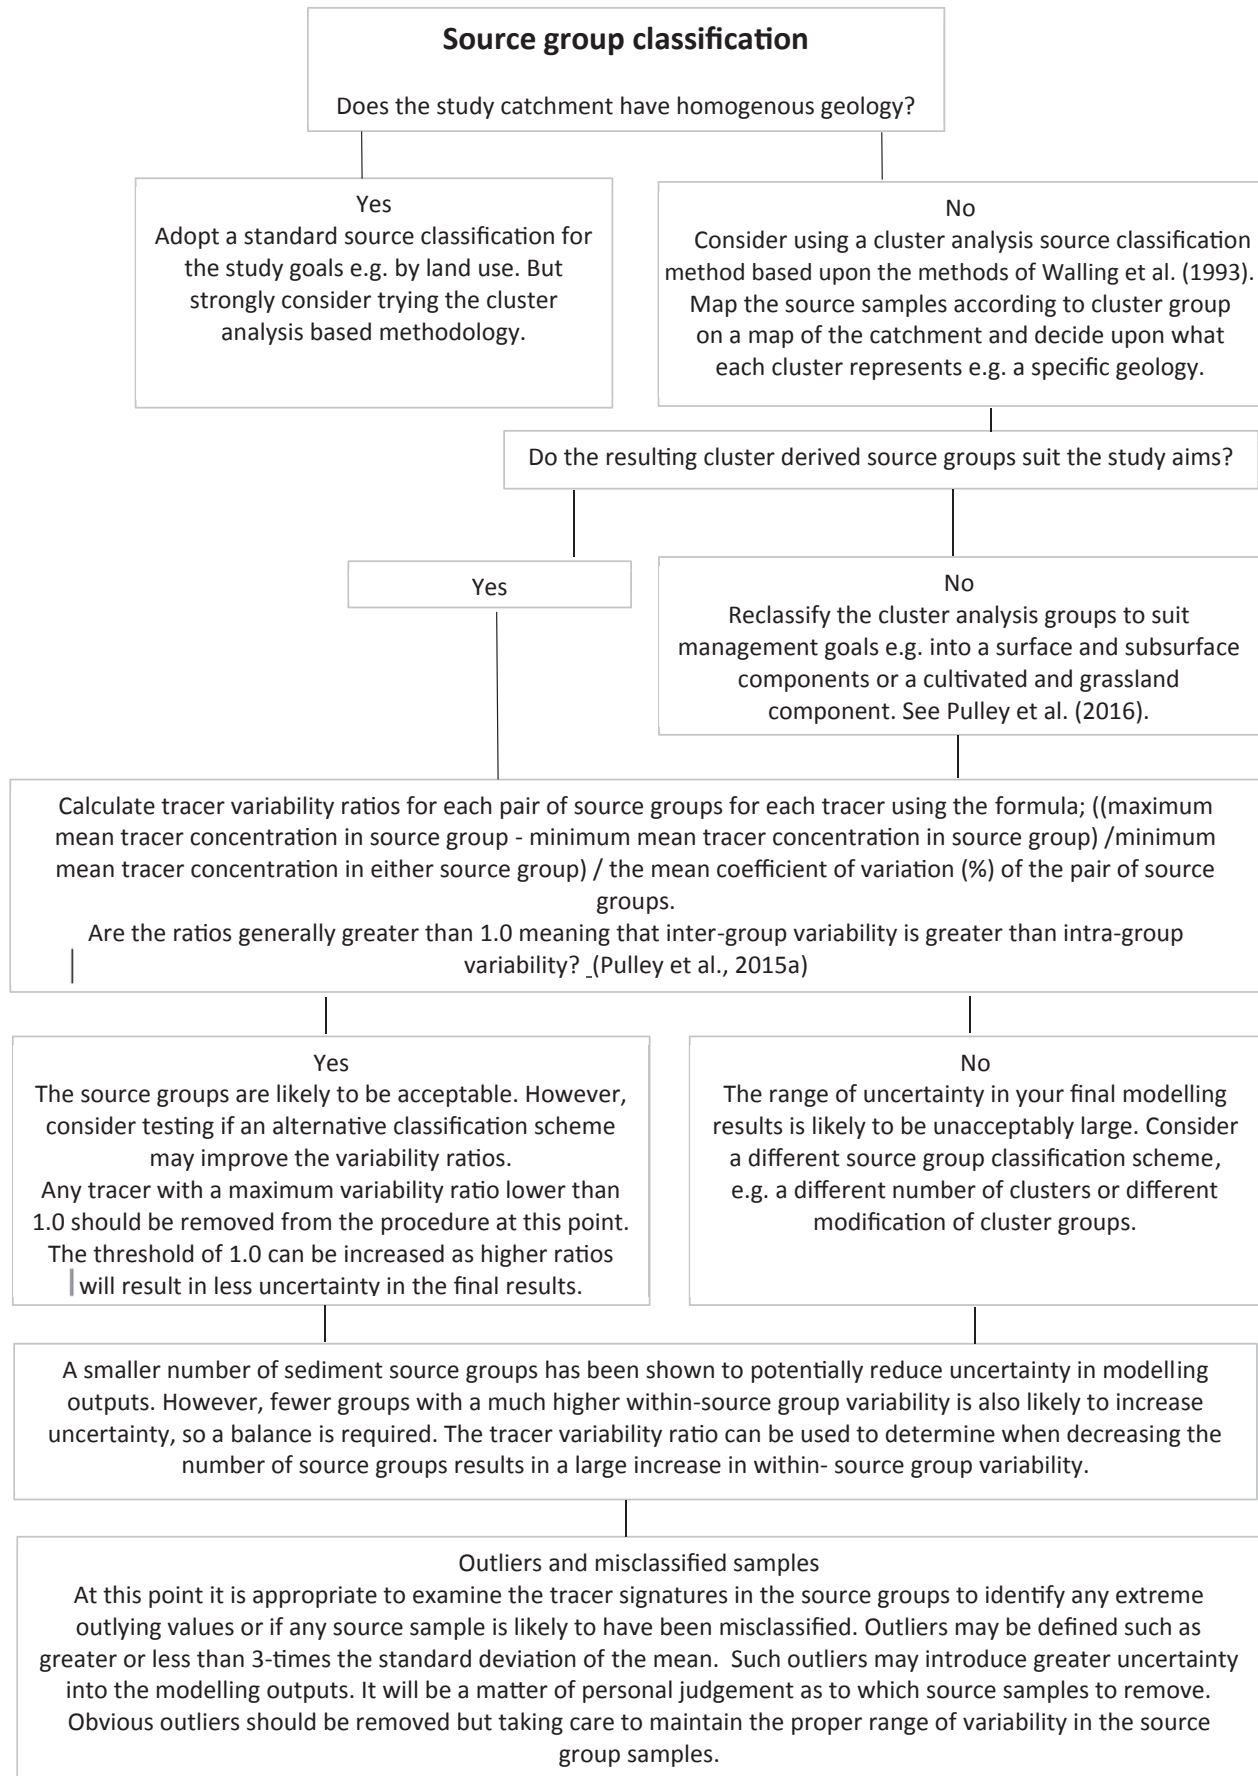 Source group classification
Does the study catchment have homogenous geology?
Yes
Adopt a standard source classification for
the study goals e.g. by land use. But
strongly consider trying the cluster
analysis based methodology.
No
Consider using a cluster analysis source classification
method based upon the methods of Walling et al. (1993).
Map the source samples according to cluster group
on a map of the catchment and decide upon what
each cluster represents e.g. a specific geology.
Do the resulting cluster derived source groups suit the study aims?
Yes
No
Reclassify the cluster analysis groups to suit
management goals e.g. into a surface and subsurface
components or a cultivated and grassland
component. See Pulley et al. (2016).
Calculate tracer variability ratios for each pair of source groups for each tracer using the formula; ((maximum
mean tracer concentration in source group - minimum mean tracer concentration in source group) /minimum
mean tracer concentration in either source group) / the mean coefficient of variation (%) of the pair of source
groups.
Are the ratios generally greater than 1.0 meaning that inter-group variability is greater than intra-group
variability? (Pulley et al., 2015a)
Yes
The source groups are likely to be acceptable. However,
consider testing if an alternative classification scheme
may improve the variability ratios.
Any tracer with a maximum variability ratio lower than
1.0 should be removed from the procedure at this point.
The threshold of 1.0 can be increased as higher ratios
will result in less uncertainty in the final results.
No
The range of uncertainty in your final modelling
results is likely to be unacceptably large. Consider
a different source group classification scheme,
e.g. a different number of clusters or different
modification of cluster groups.
A smaller number of sediment source groups has been shown to potentially reduce uncertainty in modelling
outputs. However, fewer groups with a much higher within-source group variability is also likely to increase
uncertainty, so a balance is required. The tracer variability ratio can be used to determine when decreasing the
number of source groups results in a large increase in within- source group variability.
Outliers and misclassified samples
At this point it is appropriate to examine the tracer signatures in the source groups to identify any extreme
outlying values or if any source sample is likely to have been misclassified. Outliers may be defined such as
greater or less than 3-times the standard deviation of the mean. Such outliers may introduce greater uncertainty
into the modelling outputs. It will be a matter of personal judgement as to which source samples to remove.
Obvious outliers should be removed but taking care to maintain the proper range of variability in the source
group samples.